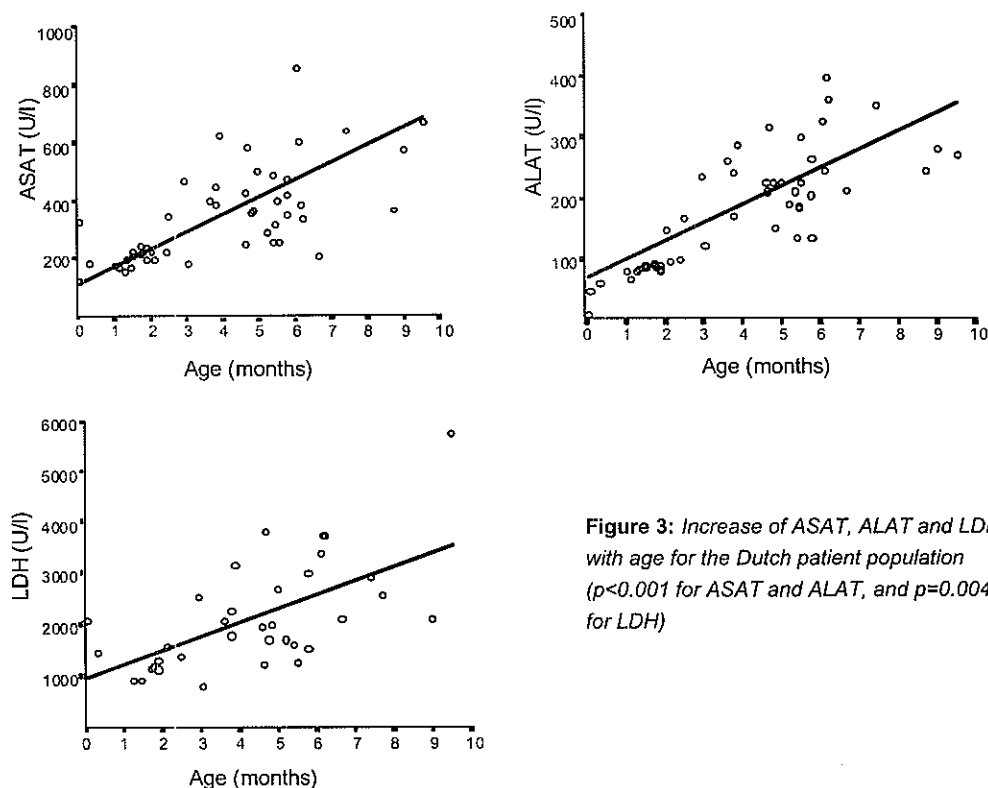 1000
800
600
400
200
ASAT (U/l)
0 1 2 3 4 5 6 7 8 9 10
Age (months)
500
400
300
200
100
ALAT (U/l)
0 1 2 3 4 5 6 7 8 9 10
Age (months)
6000
5000
4000
3000
2000
1000
LDH (U/l)
0 1 2 3 4 5 6 7 8 9 10
Age (months)
Figure 3: Increase of ASAT, ALAT and LDH
with age for the Dutch patient population
(p<0.001 for ASAT and ALAT, and p=0.004
for LDH)